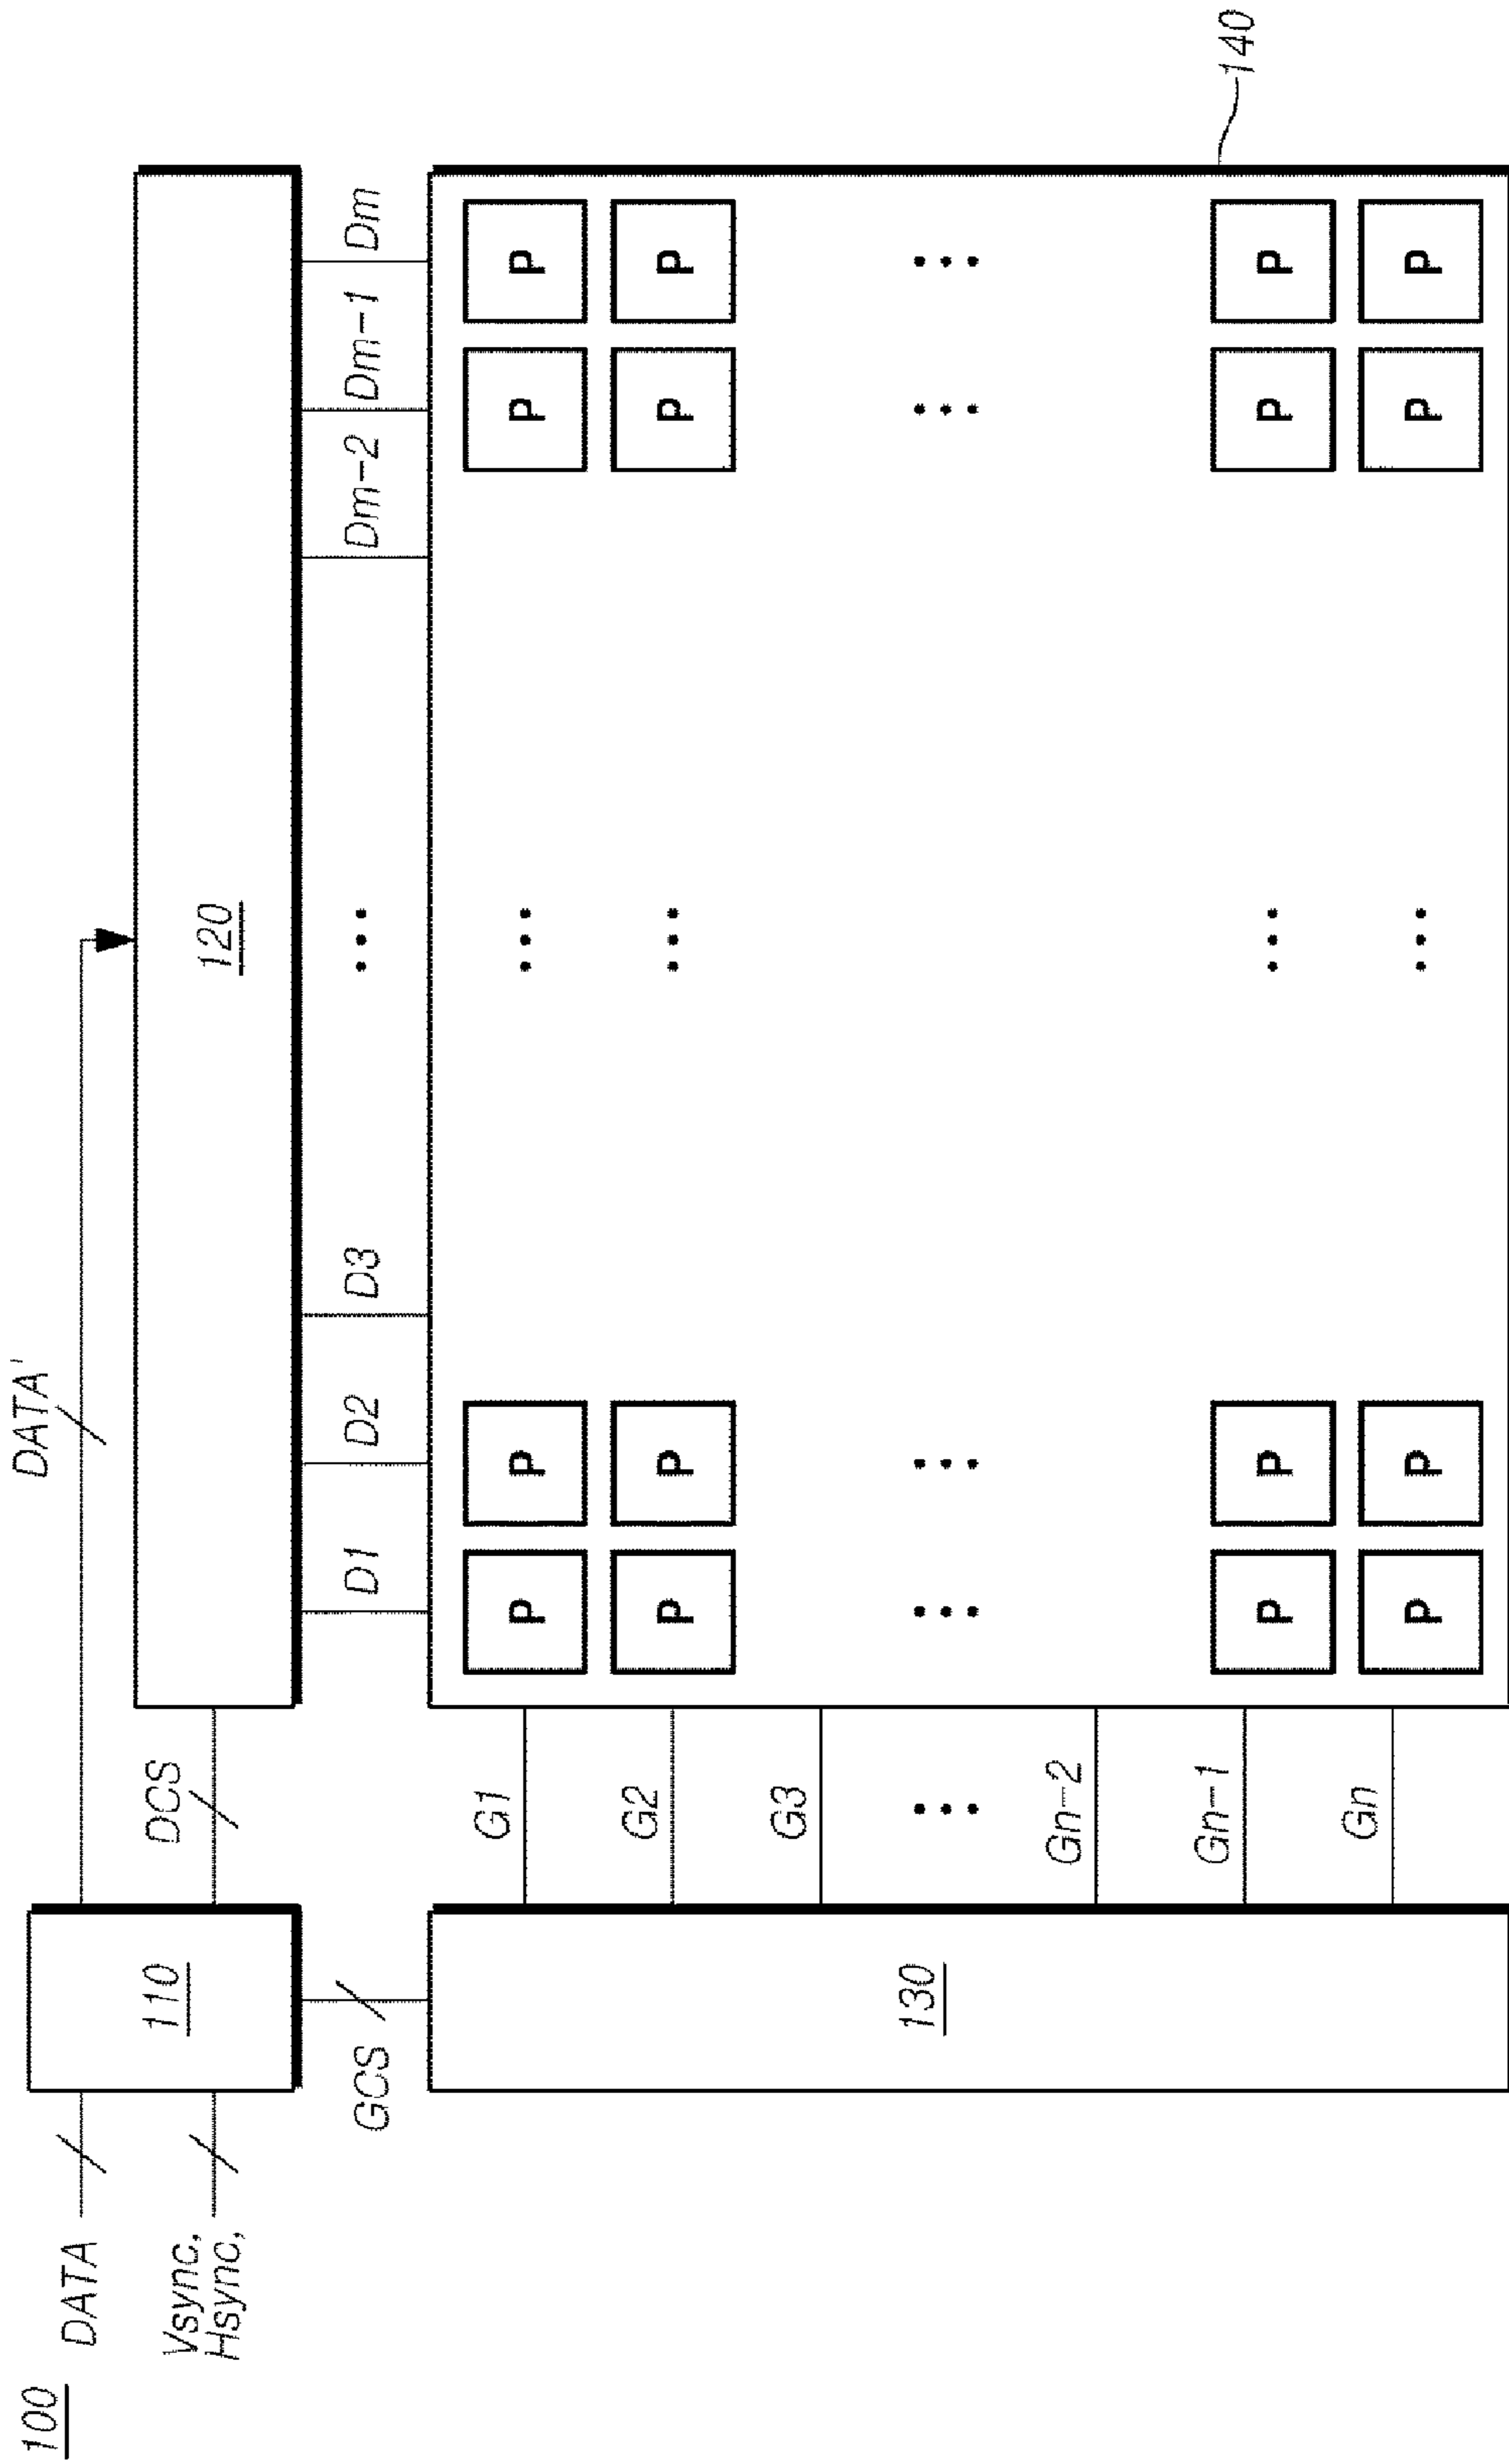 100
DATA'
DATA
110
DCS
120
Vsync,
Hsync,
GCS
D1 D2 D3 ... Dm-2 Dm-1 Dm
130
140
G1 P P ... P P
G2 P P ... P P
G3
... ... ... ... ...
Gn-2
Gn-1 P P ... P P
Gn P P ... P P